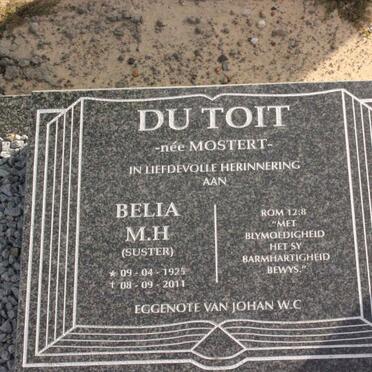 DU TOIT
-née MOSTERT-
IN LIEFDEVOLLE HERINNERING
AAN
BELIA
M.H
(SUSTER)
* 09 - 04 - 1925
† 08 - 09 - 2011
ROM 12:8
"MET
BLYMOEDIGHEID
HET SY
BARMHARTIGHEID
BEWYS."
EGGENOTE VAN JOHAN W.C